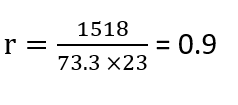 r = 1518 / 73.3 ×23 = 0.9